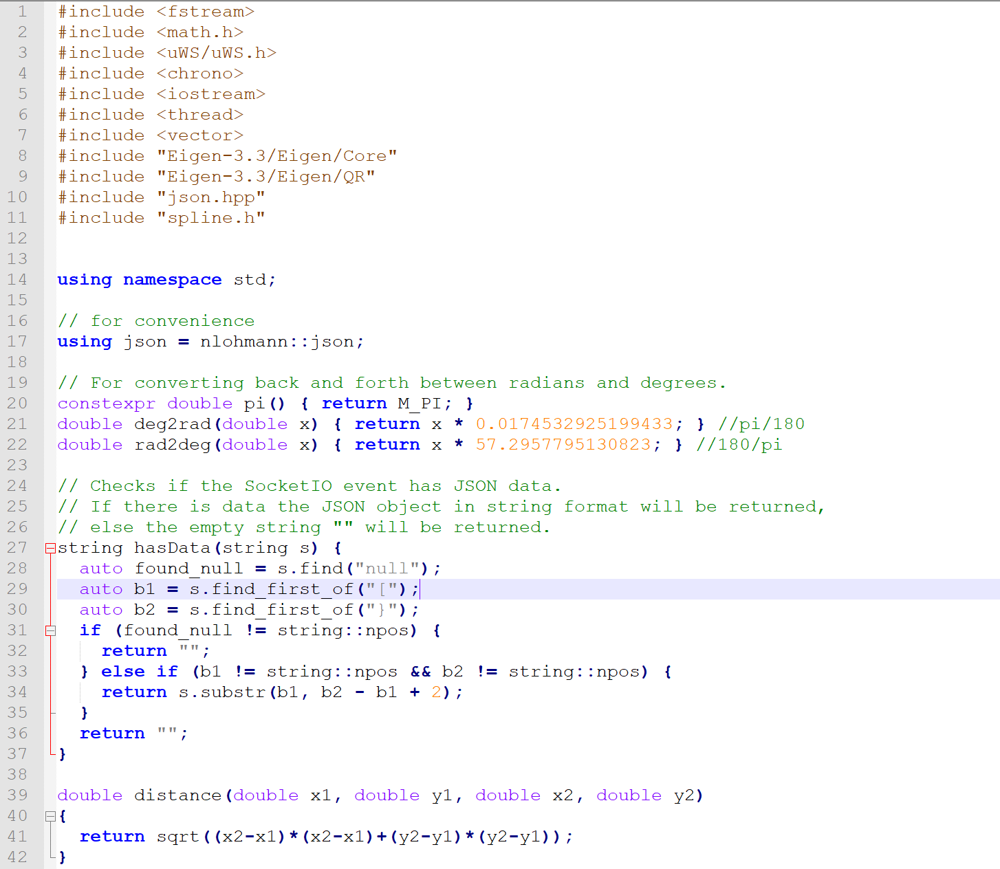 1 #include <fstream>
2 #include <math.h>
3 #include <uWS/uWS.h>
4 #include <chrono>
5 #include <iostream>
6 #include <thread>
7 #include <vector>
8 #include "Eigen-3.3/Eigen/Core"
9 #include "Eigen-3.3/Eigen/QR"
10 #include "json.hpp"
11 #include "spline.h"
12
13
14 using namespace std;
15
16 // for convenience
17 using json = nlohmann::json;
18
19 // For converting back and forth between radians and degrees.
20 constexpr double pi() { return M_PI; }
21 double deg2rad(double x) { return x * 0.0174532925199433; } //pi/180
22 double rad2deg(double x) { return x * 57.2957795130823; } //180/pi
23
24 // Checks if the SocketIO event has JSON data.
25 // If there is data the JSON object in string format will be returned,
26 // else the empty string "" will be returned.
27 string hasData(string s) {
28   auto found_null = s.find("null");
29   auto b1 = s.find_first_of("[");
30   auto b2 = s.find_first_of("}");
31   if (found_null != string::npos) {
32     return "";
33   } else if (b1 != string::npos && b2 != string::npos) {
34     return s.substr(b1, b2 - b1 + 2);
35   }
36   return "";
37 }
38
39 double distance(double x1, double y1, double x2, double y2)
40 {
41   return sqrt((x2-x1)*(x2-x1)+(y2-y1)*(y2-y1));
42 }